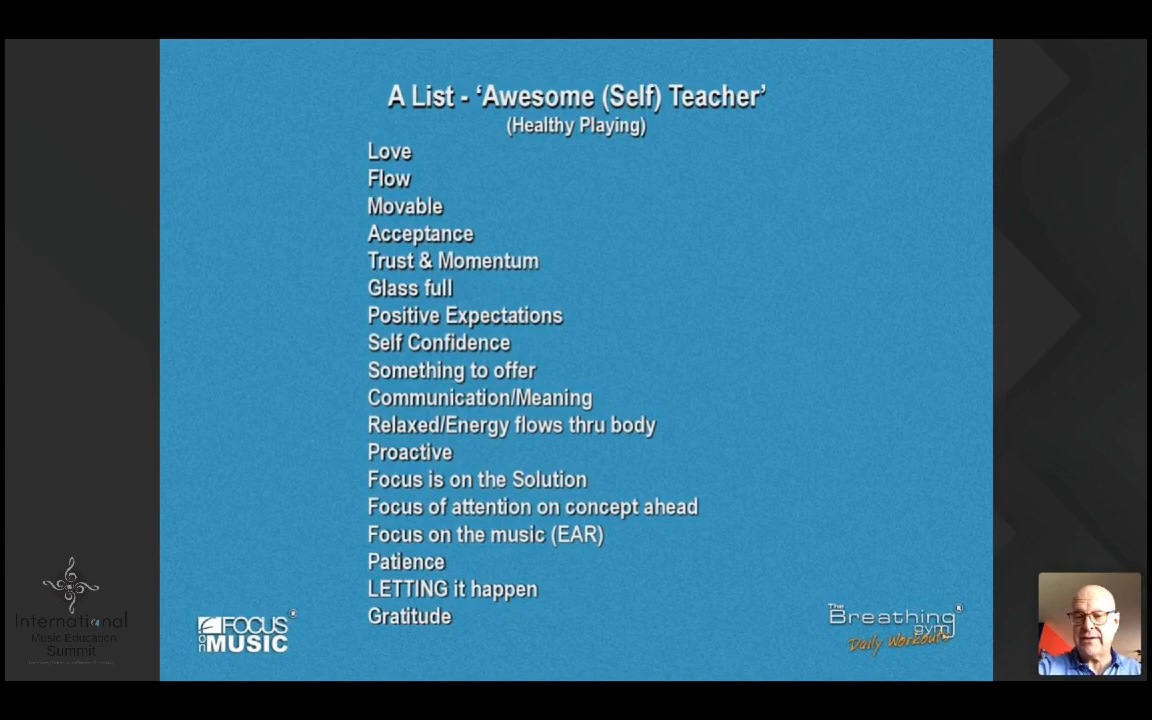 A List - ‘Awesome (Self) Teacher’
(Healthy Playing)
Love
Flow
Movable
Acceptance
Trust & Momentum
Glass full
Positive Expectations
Self Confidence
Something to offer
Communication/Meaning
Relaxed/Energy flows thru body
Proactive
Focus is on the Solution
Focus of attention on concept ahead
Focus on the music (EAR)
Patience
LETTING it happen
Gratitude
International
Music Education
Summit
FOCUS ®
on MUSIC
The
Breathing ®
gym
Daily Workouts